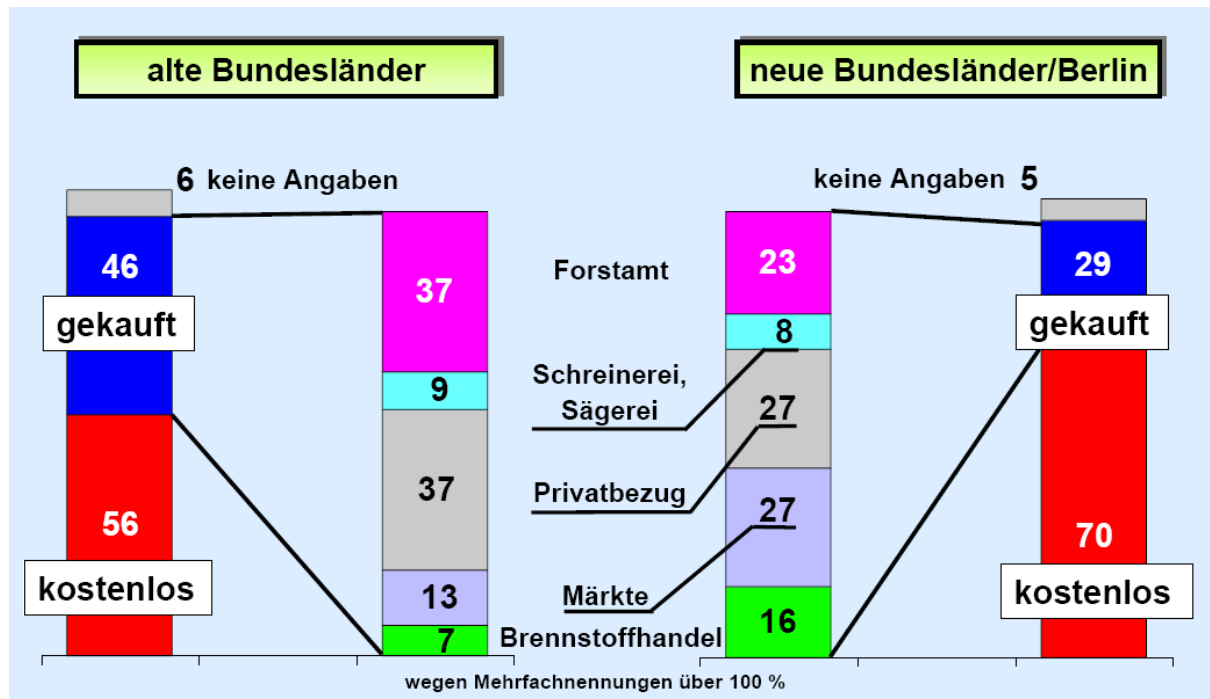 alte Bundesländer
neue Bundesländer/Berlin
6 keine Angaben
keine Angaben 5
46
gekauft
56
kostenlos
37
9
37
13
7
Forstamt
Schreinerei,
Sägerei
Privatbezug
Märkte
Brennstoffhandel
23
8
27
27
16
29
gekauft
70
kostenlos
wegen Mehrfachnennungen über 100 %